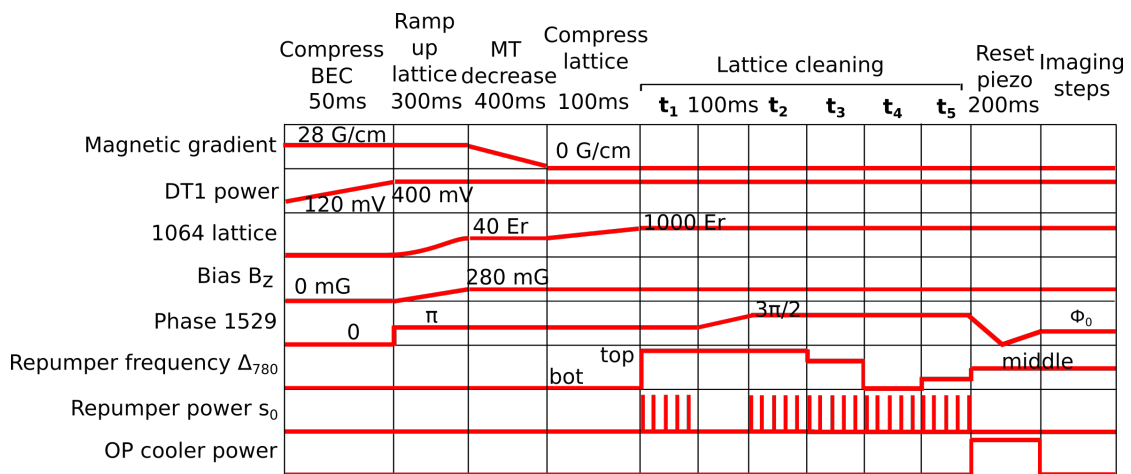 Compress
BEC
50ms
Ramp
up
lattice
300ms
MT
decrease
400ms
Compress
lattice
100ms
Lattice cleaning
t₁ 100ms t₂ t₃ t₄ t₅
Reset
piezo
200ms
Imaging
steps
Magnetic gradient
28 G/cm
0 G/cm
DT1 power
120 mV
400 mV
1064 lattice
40 Er
1000 Er
Bias B_Z
0 mG
280 mG
Phase 1529
0
π
3π/2
Φ₀
Repumper frequency Δ₇₈₀
bot
top
middle
Repumper power s₀
OP cooler power